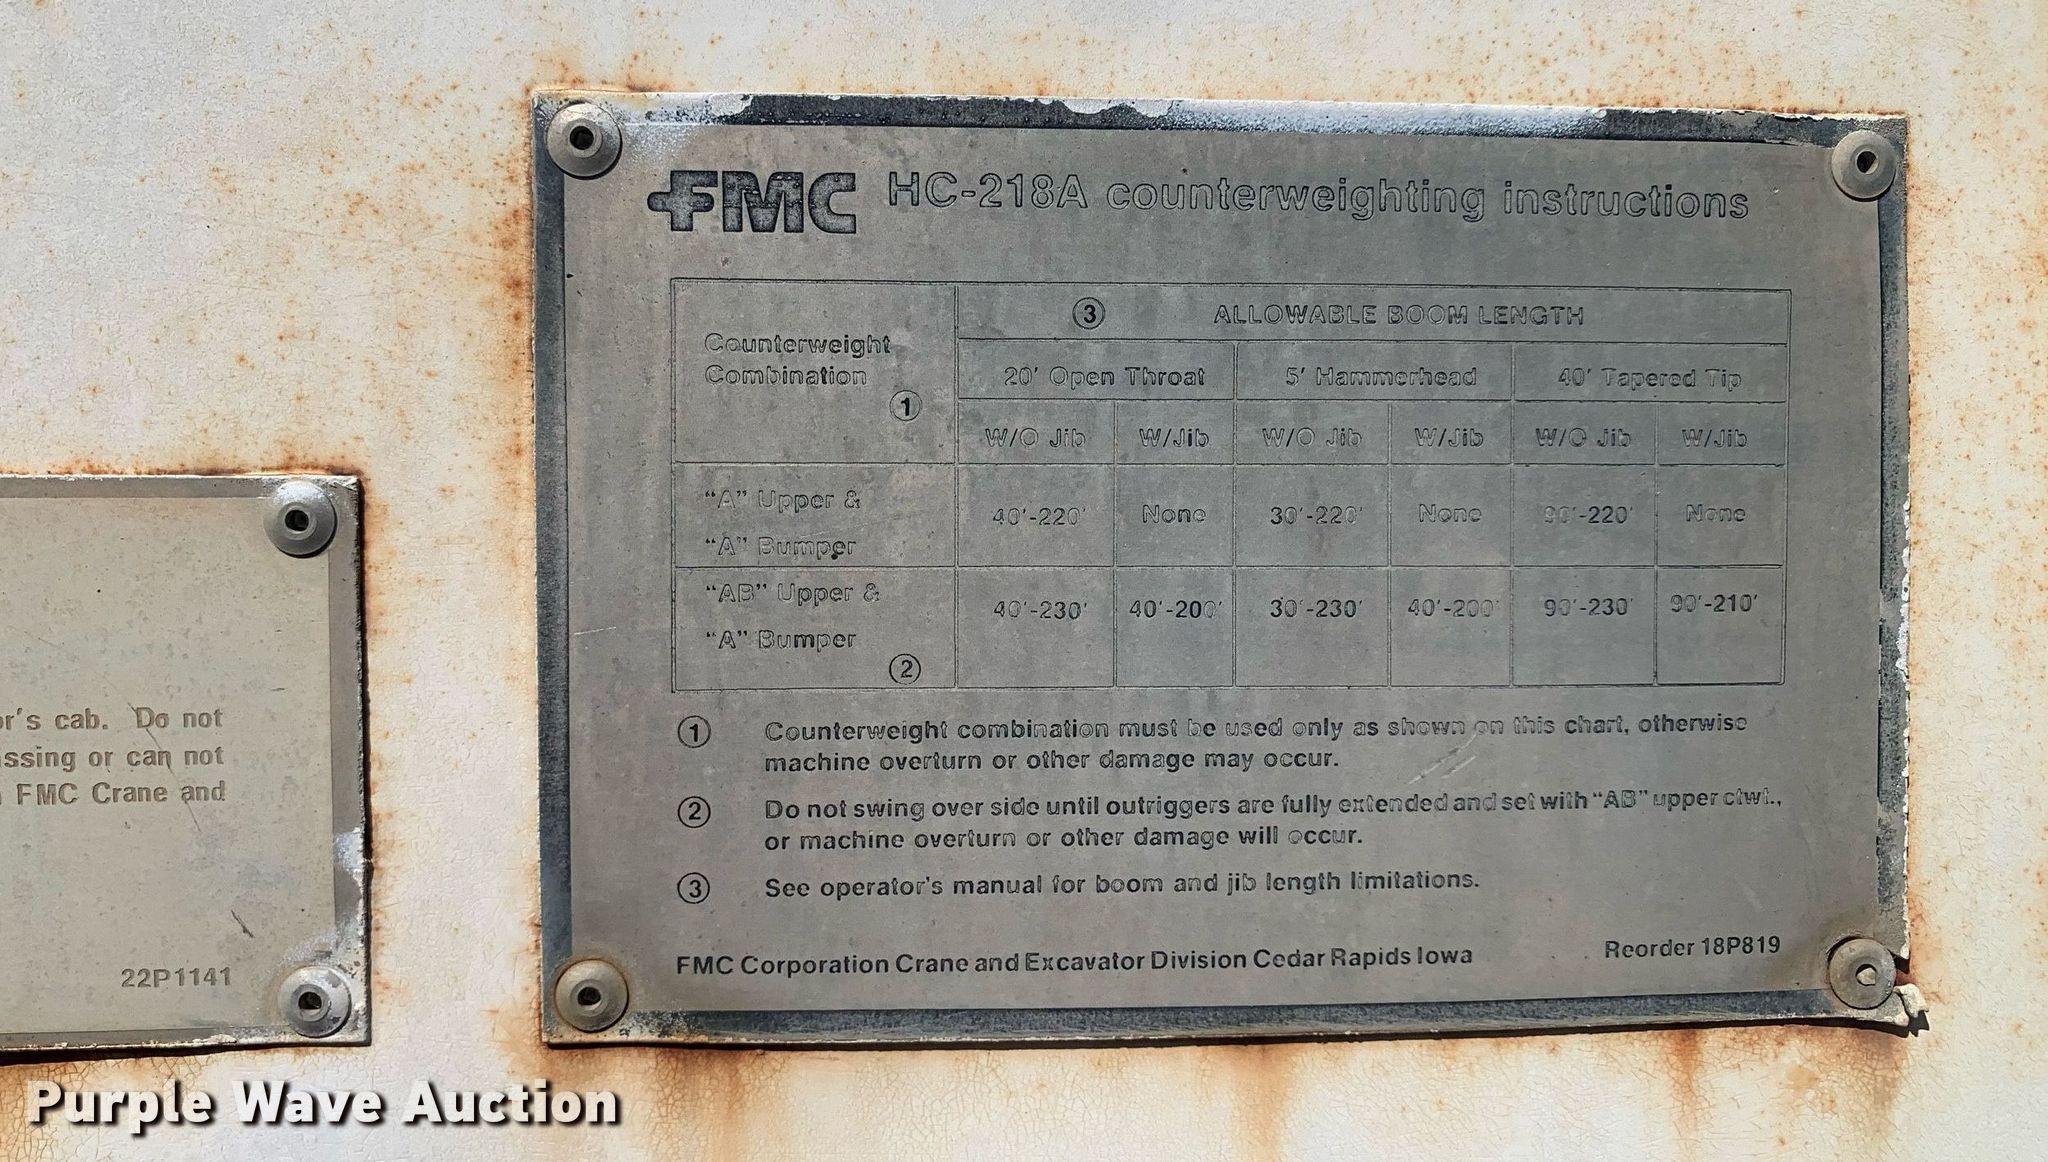 FMC HC-218A counterweighting instructions
Counterweight Combination ①
③ ALLOWABLE BOOM LENGTH
20' Open Throat 5' Hammerhead 40' Tapered Tip
W/O Jib W/Jib W/O Jib W/Jib W/O Jib W/Jib
"A" Upper &
"A" Bumper
40'-220' None 30'-220' None 90'-220' None
"AB" Upper &
"A" Bumper ②
40'-230' 40'-200' 30'-230' 40'-200' 90'-230' 90'-210'
① Counterweight combination must be used only as shown on this chart, otherwise
machine overturn or other damage may occur.
② Do not swing over side until outriggers are fully extended and set with "AB" upper ctwt.,
or machine overturn or other damage will occur.
③ See operator's manual for boom and jib length limitations.
FMC Corporation Crane and Excavator Division Cedar Rapids Iowa Reorder 18P819
or's cab. Do not
ssing or can not
FMC Crane and
22P1141
Purple Wave Auction